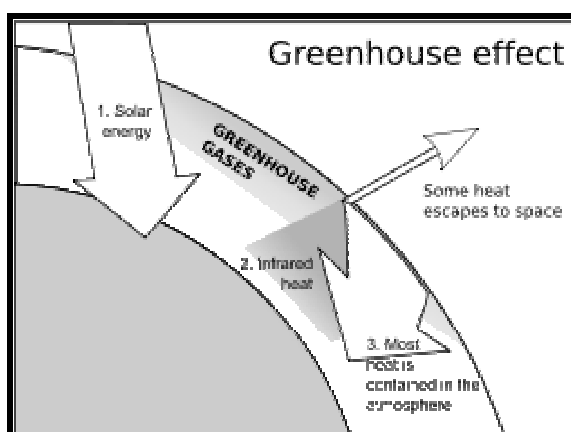 Greenhouse effect
1. Solar
energy
GREENHOUSE
GASES
Some heat
escapes to space
2. Infrared
heat
3. Most
heat is
contained in the
atmosphere